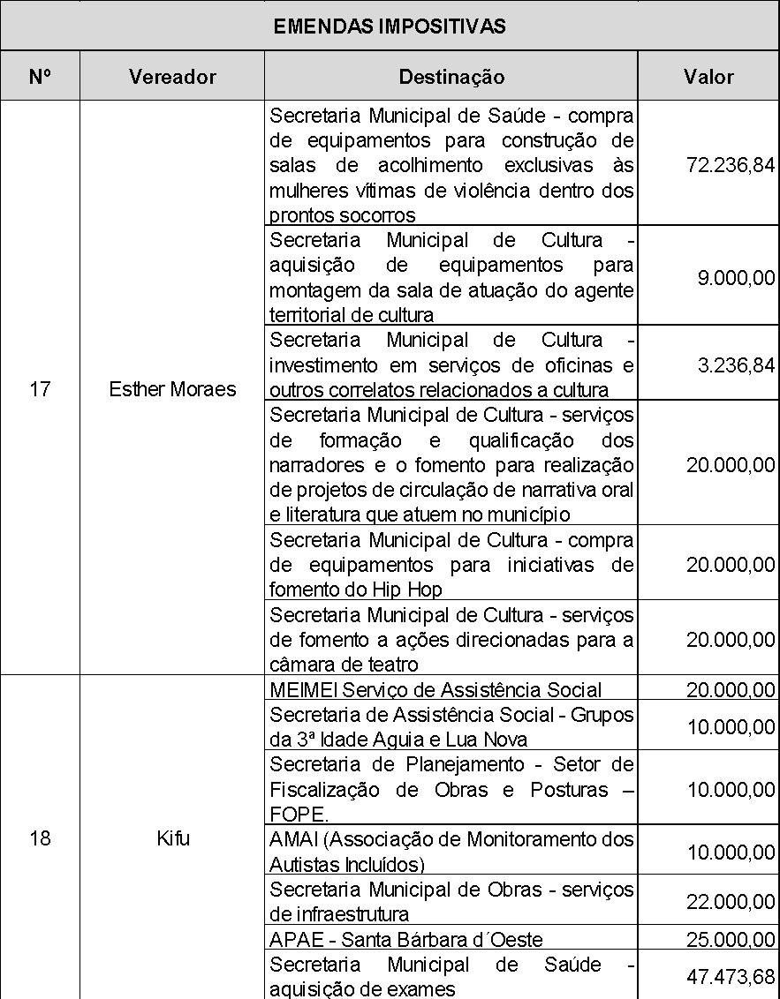 EMENDAS IMPOSITIVAS
Nº Vereador Destinação Valor
Secretaria Municipal de Saúde - compra
de equipamentos para construção de
salas de acolhimento exclusivas às
mulheres vítimas de violência dentro dos
prontos socorros
72.236,84
Secretaria Municipal de Cultura -
aquisição de equipamentos para
montagem da sala de atuação do agente
territorial de cultura
9.000,00
Secretaria Municipal de Cultura -
investimento em serviços de oficinas e
outros correlatos relacionados a cultura
3.236,84
17 Esther Moraes
Secretaria Municipal de Cultura - serviços
de formação e qualificação dos
narradores e o fomento para realização
de projetos de circulação de narrativa oral
e literatura que atuem no município
20.000,00
Secretaria Municipal de Cultura - compra
de equipamentos para iniciativas de
fomento do Hip Hop
20.000,00
Secretaria Municipal de Cultura - serviços
de fomento a ações direcionadas para a
câmara de teatro
20.000,00
MEIMEI Serviço de Assistência Social 20.000,00
Secretaria de Assistência Social - Grupos
da 3ª Idade Aguia e Lua Nova
10.000,00
Secretaria de Planejamento - Setor de
Fiscalização de Obras e Posturas –
FOPE.
10.000,00
18 Kifu
AMAI (Associação de Monitoramento dos
Autistas Incluídos)
10.000,00
Secretaria Municipal de Obras - serviços
de infraestrutura
22.000,00
APAE - Santa Bárbara d´Oeste 25.000,00
Secretaria Municipal de Saúde -
aquisição de exames
47.473,68